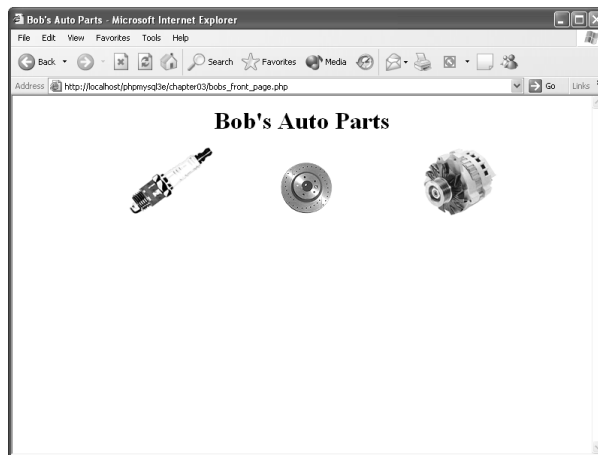 Bob's Auto Parts - Microsoft Internet Explorer
File Edit View Favorites Tools Help
Back Search Favorites Media
Address http://localhost/phpmysql3e/chapter03/bobs_front_page.php Go Links
Bob's Auto Parts